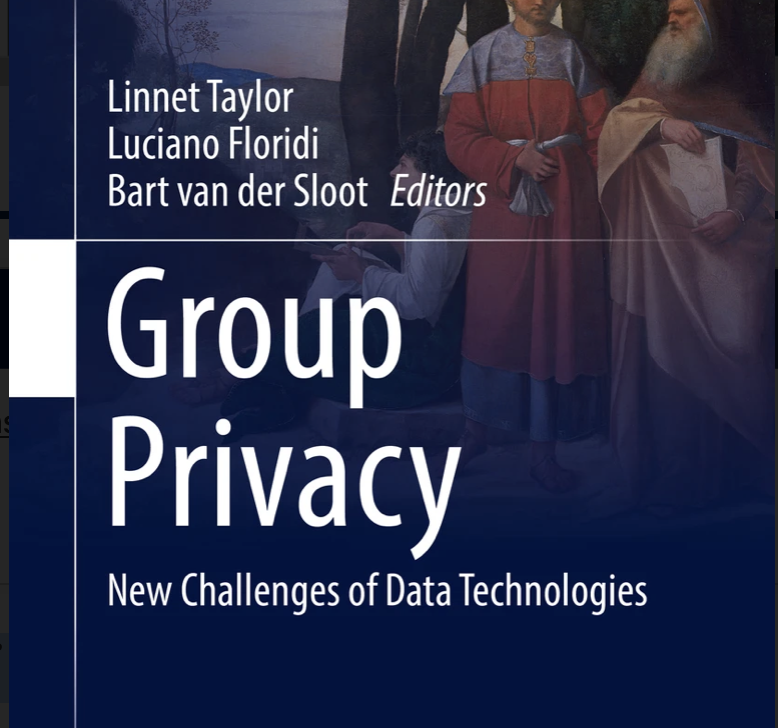 Linnet Taylor
Luciano Floridi
Bart van der Sloot Editors
Group
Privacy
New Challenges of Data Technologies